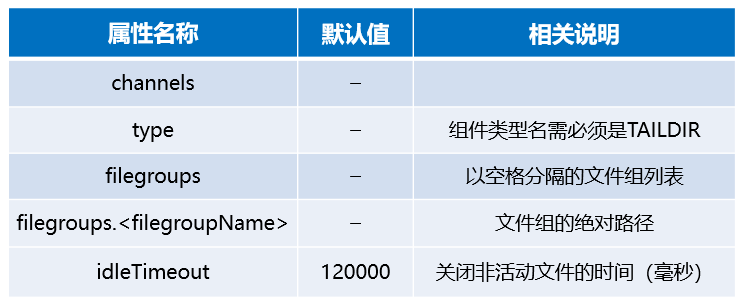 属性名称 默认值 相关说明
channels –
type – 组件类型名需必须是TAILDIR
filegroups – 以空格分隔的文件组列表
filegroups.<filegroupName> – 文件组的绝对路径
idleTimeout 120000 关闭非活动文件的时间（毫秒）